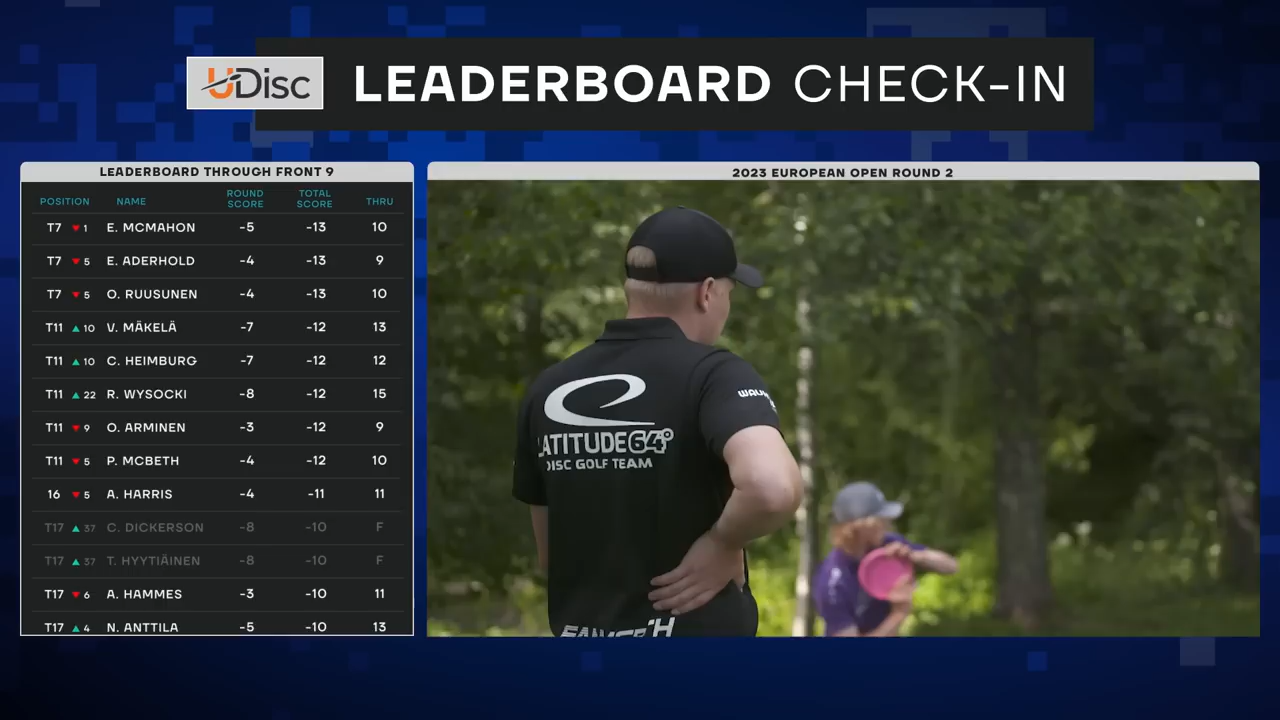 UDisc
LEADERBOARD CHECK-IN
LEADERBOARD THROUGH FRONT 9
POSITION NAME ROUND SCORE TOTAL SCORE THRU
T7 ▼ 1 E. MCMAHON -5 -13 10
T7 ▼ 5 E. ADERHOLD -4 -13 9
T7 ▼ 5 O. RUUSUNEN -4 -13 10
T11 ▲ 10 V. MÄKELÄ -7 -12 13
T11 ▲ 10 C. HEIMBURG -7 -12 12
T11 ▲ 22 R. WYSOCKI -8 -12 15
T11 ▼ 9 O. ARMINEN -3 -12 9
T11 ▼ 5 P. MCBETH -4 -12 10
16 ▼ 5 A. HARRIS -4 -11 11
T17 ▲ 37 C. DICKERSON -8 -10 F
T17 ▲ 37 T. HYYTIÄINEN -8 -10 F
T17 ▼ 6 A. HAMMES -3 -10 11
T17 ▲ 4 N. ANTTILA -5 -10 13
2023 EUROPEAN OPEN ROUND 2
LATITUDE 64°
DISC GOLF TEAM